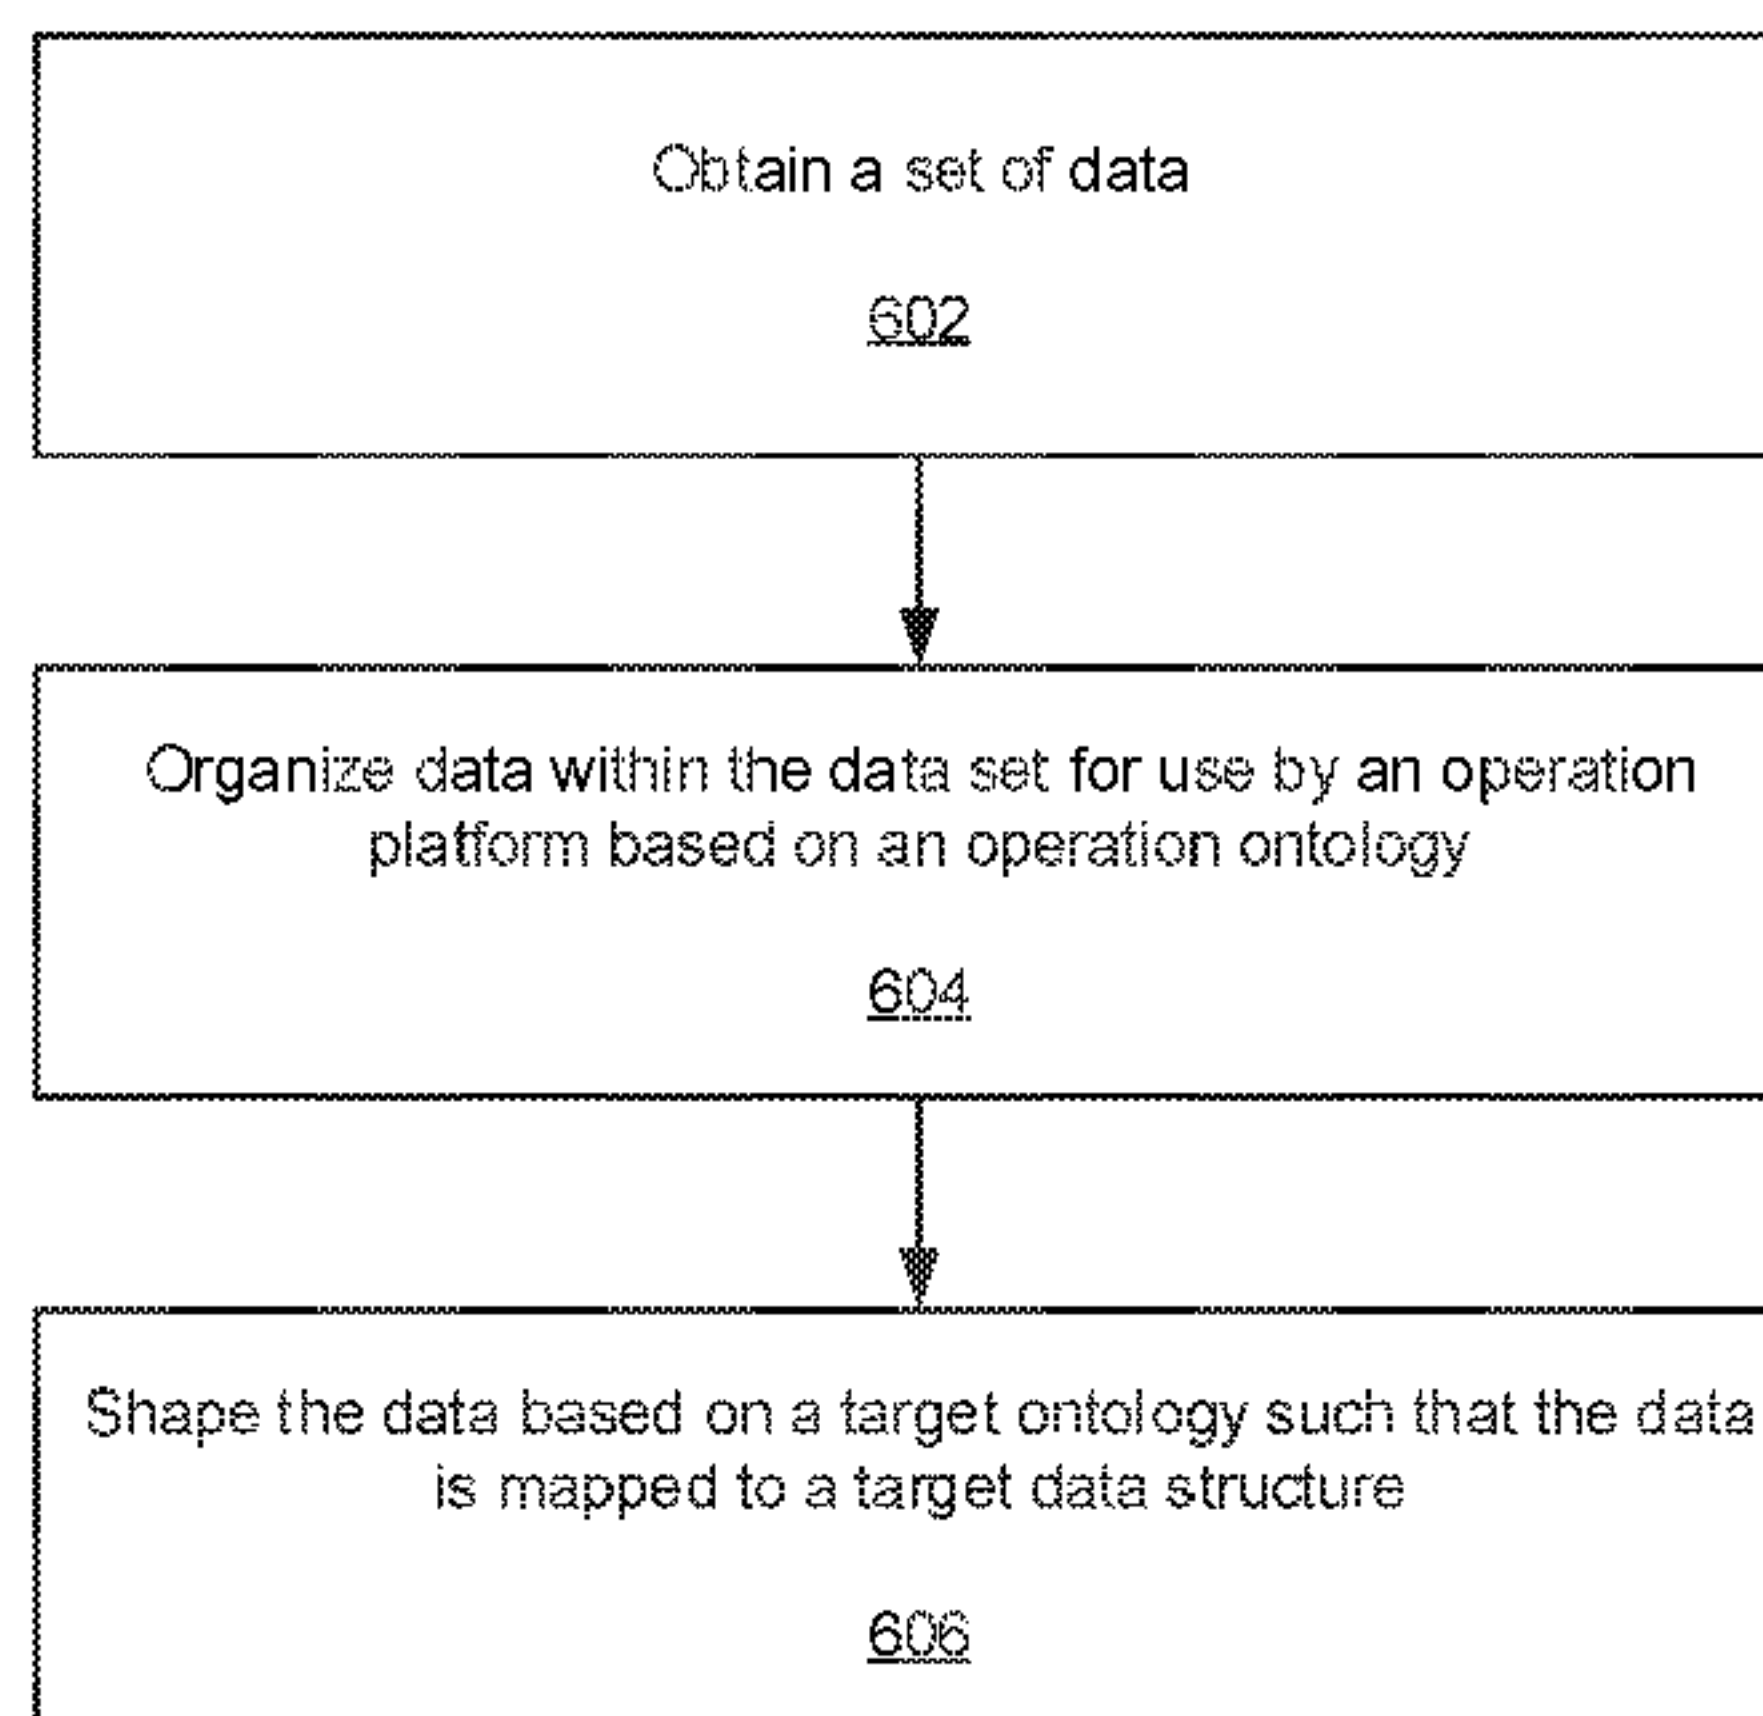 Obtain a set of data
602
Organize data within the data set for use by an operation
platform based on an operation ontology
604
Shape the data based on a target ontology such that the data
is mapped to a target data structure
606